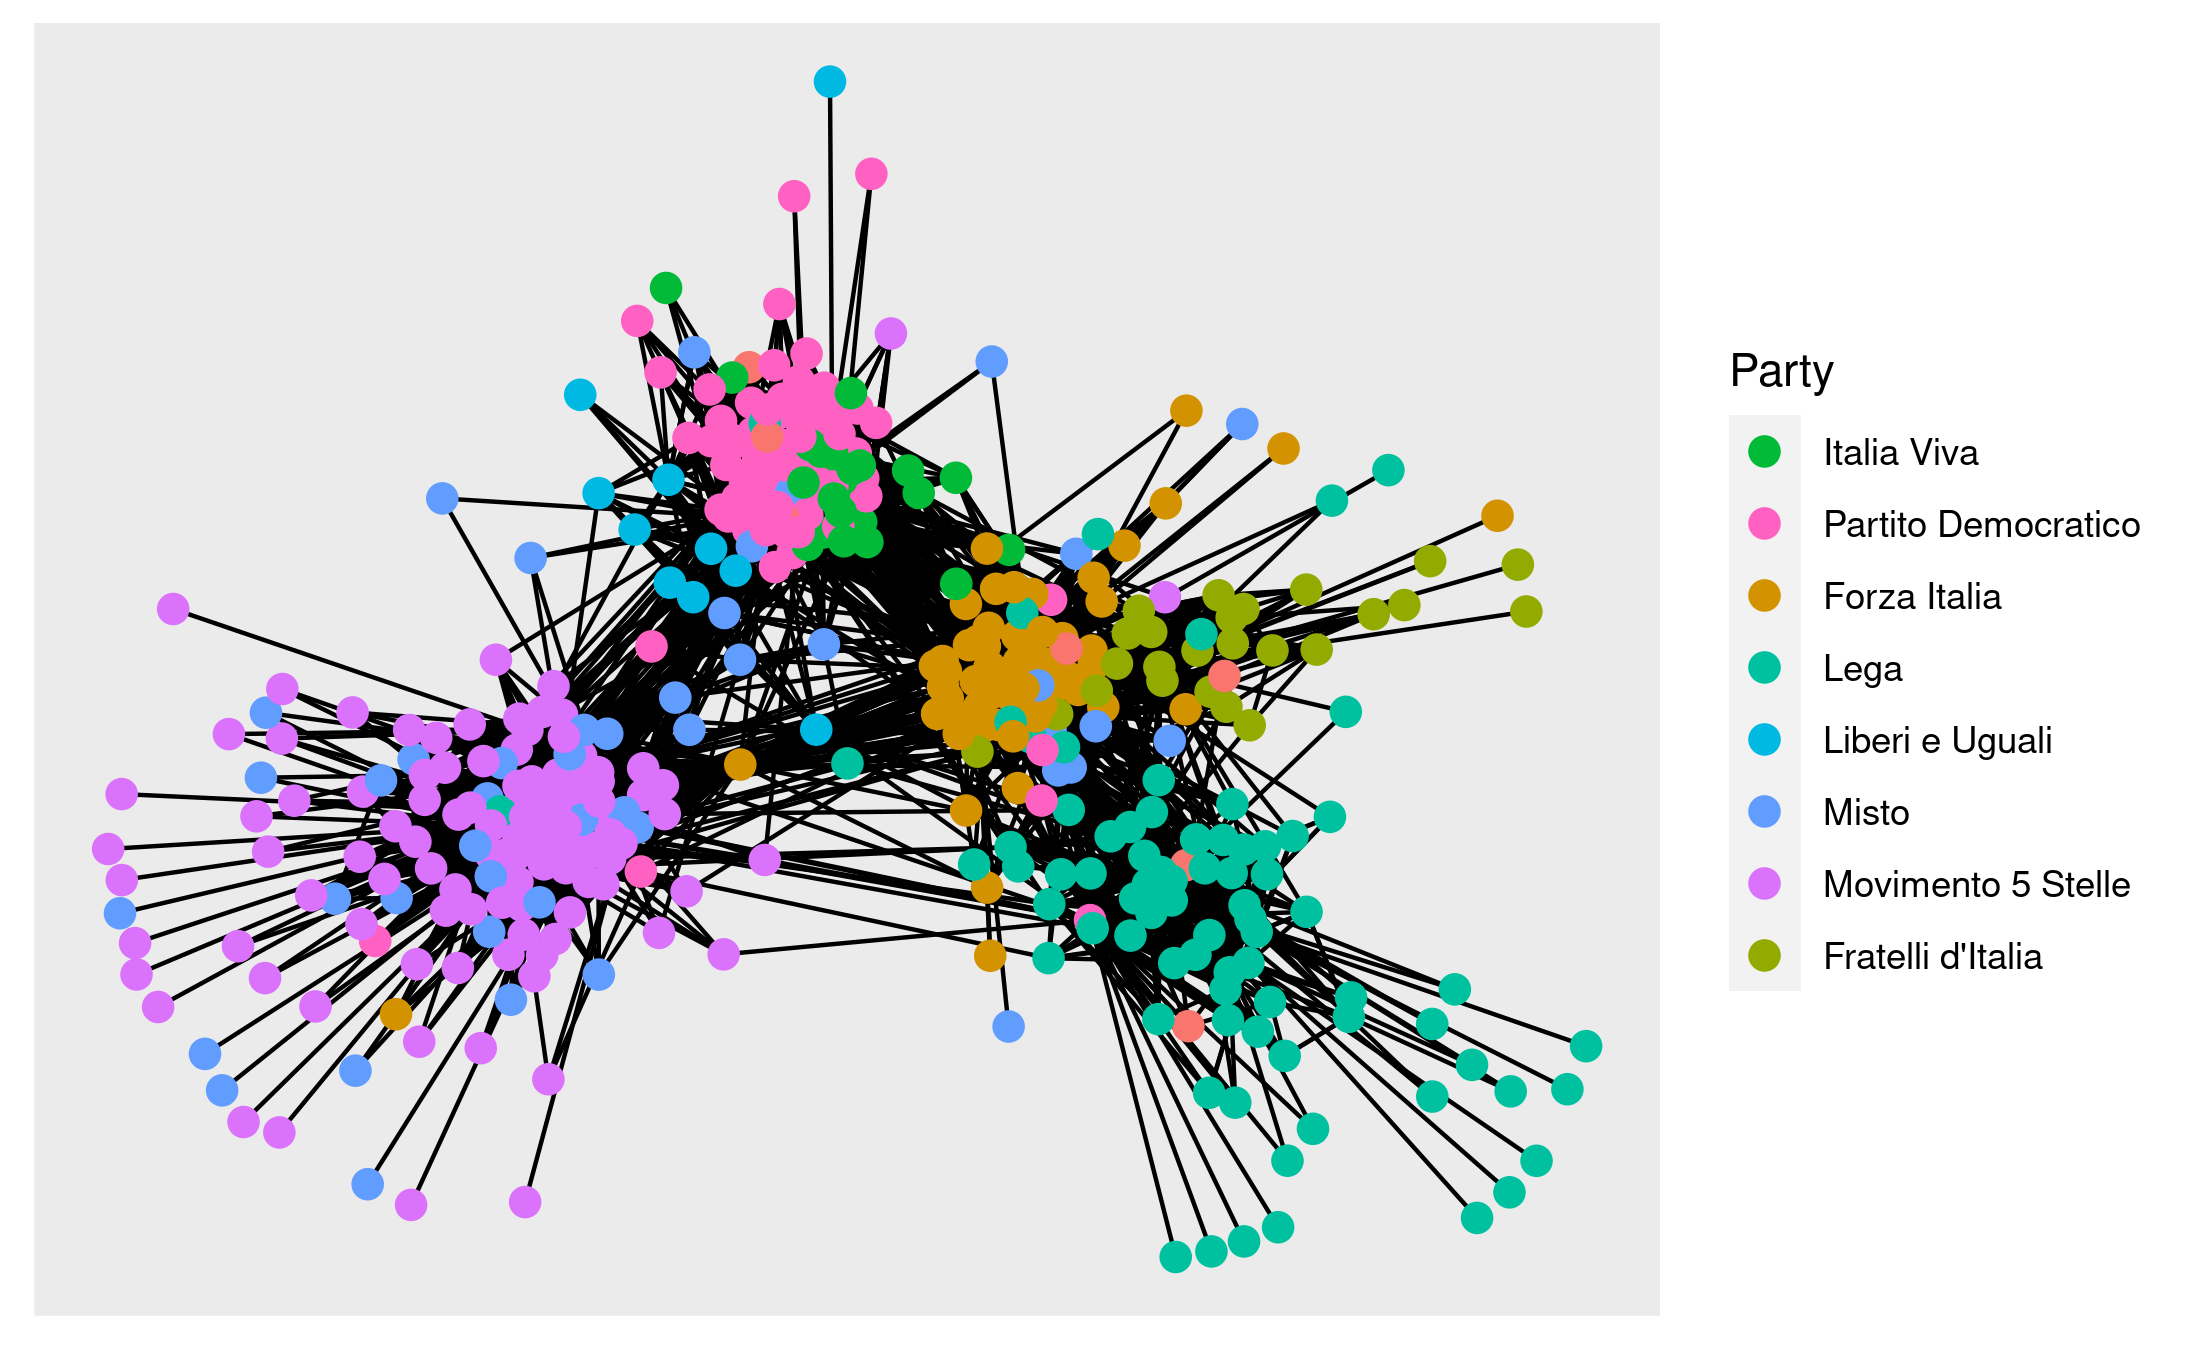 Party
Italia Viva
Partito Democratico
Forza Italia
Lega
Liberi e Uguali
Misto
Movimento 5 Stelle
Fratelli d'Italia